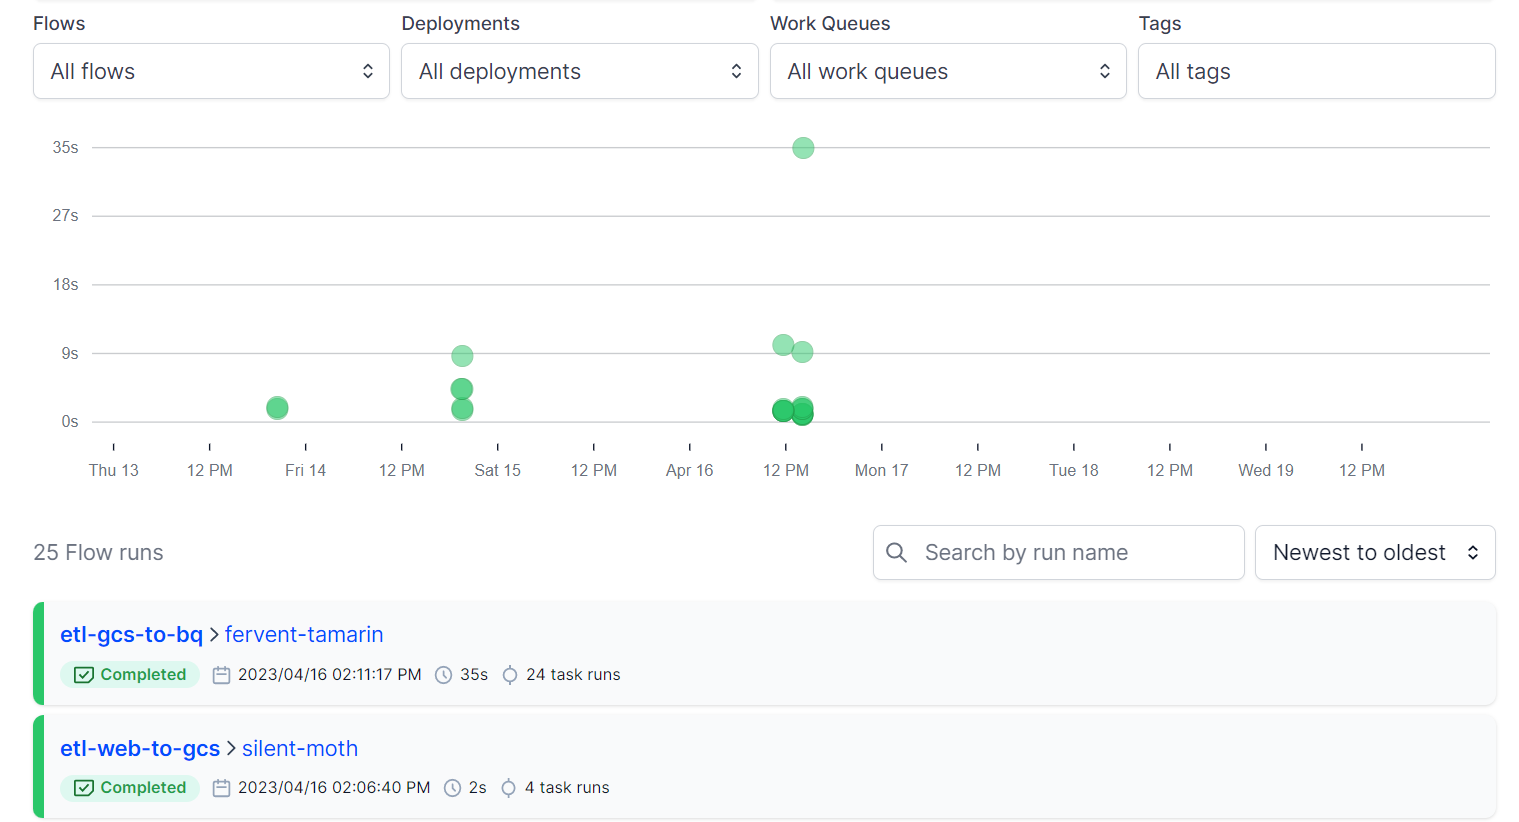 Flows Deployments Work Queues Tags
All flows All deployments All work queues All tags
35s
27s
18s
9s
0s
Thu 13 12 PM Fri 14 12 PM Sat 15 12 PM Apr 16 12 PM Mon 17 12 PM Tue 18 12 PM Wed 19 12 PM
25 Flow runs Search by run name Newest to oldest
etl-gcs-to-bq > fervent-tamarin
Completed 2023/04/16 02:11:17 PM 35s 24 task runs
etl-web-to-gcs > silent-moth
Completed 2023/04/16 02:06:40 PM 2s 4 task runs